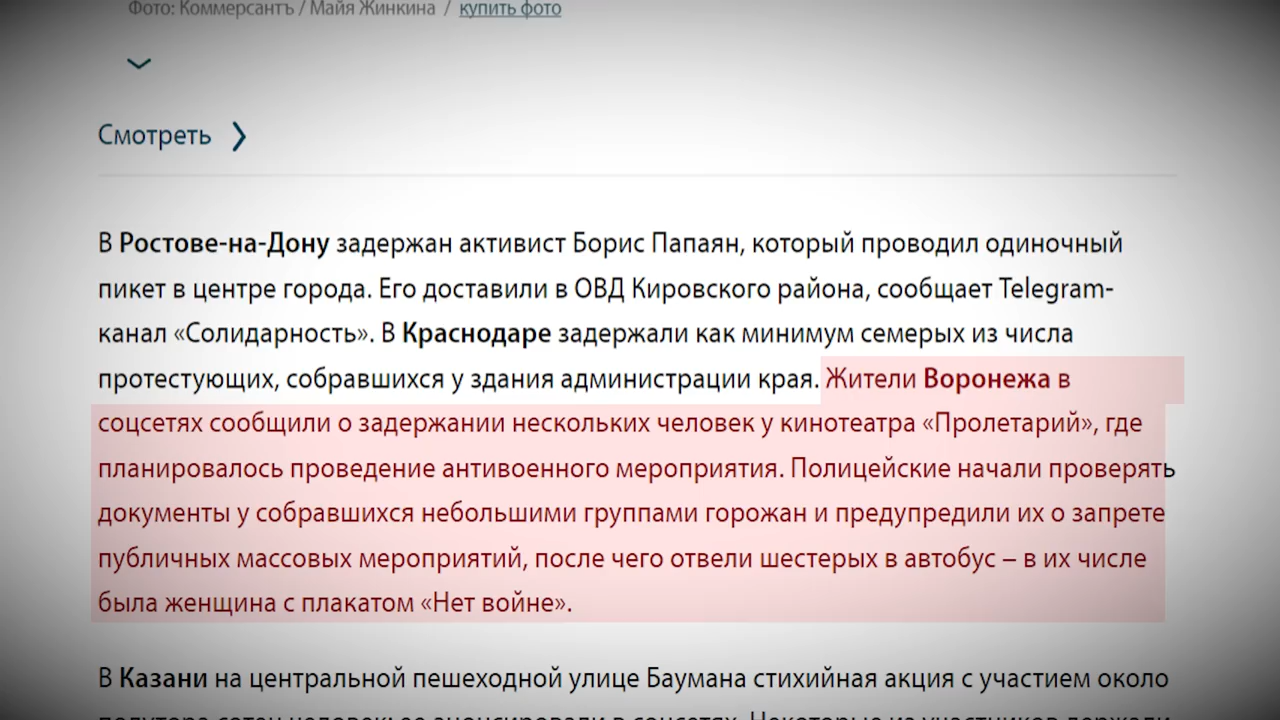 Фото: Коммерсантъ / Майя Жинкина / купить фото
Смотреть
В Ростове-на-Дону задержан активист Борис Папаян, который проводил одиночный
пикет в центре города. Его доставили в ОВД Кировского района, сообщает Telegram-
канал «Солидарность». В Краснодаре задержали как минимум семерых из числа
протестующих, собравшихся у здания администрации края. Жители Воронежа в
соцсетях сообщили о задержании нескольких человек у кинотеатра «Пролетарий», где
планировалось проведение антивоенного мероприятия. Полицейские начали проверять
документы у собравшихся небольшими группами горожан и предупредили их о запрете
публичных массовых мероприятий, после чего отвели шестерых в автобус – в их числе
была женщина с плакатом «Нет войне».
В Казани на центральной пешеходной улице Баумана стихийная акция с участием около